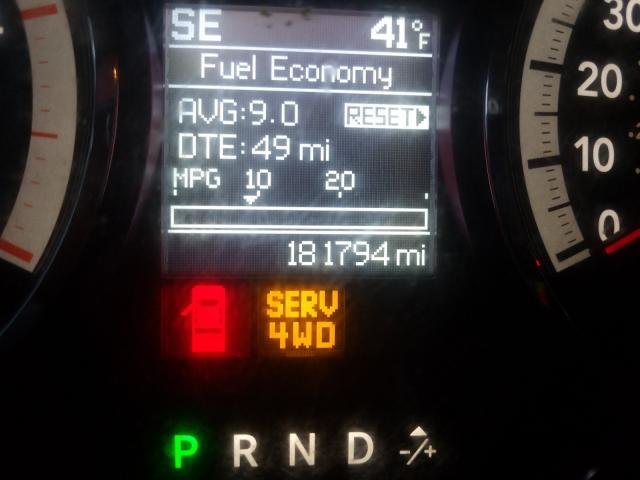 SE 41°F
Fuel Economy
AVG:9.0 RESET
DTE:49 mi
MPG 10 20
181794 mi
SERV
4WD
P R N D -/+
30
20
10
0